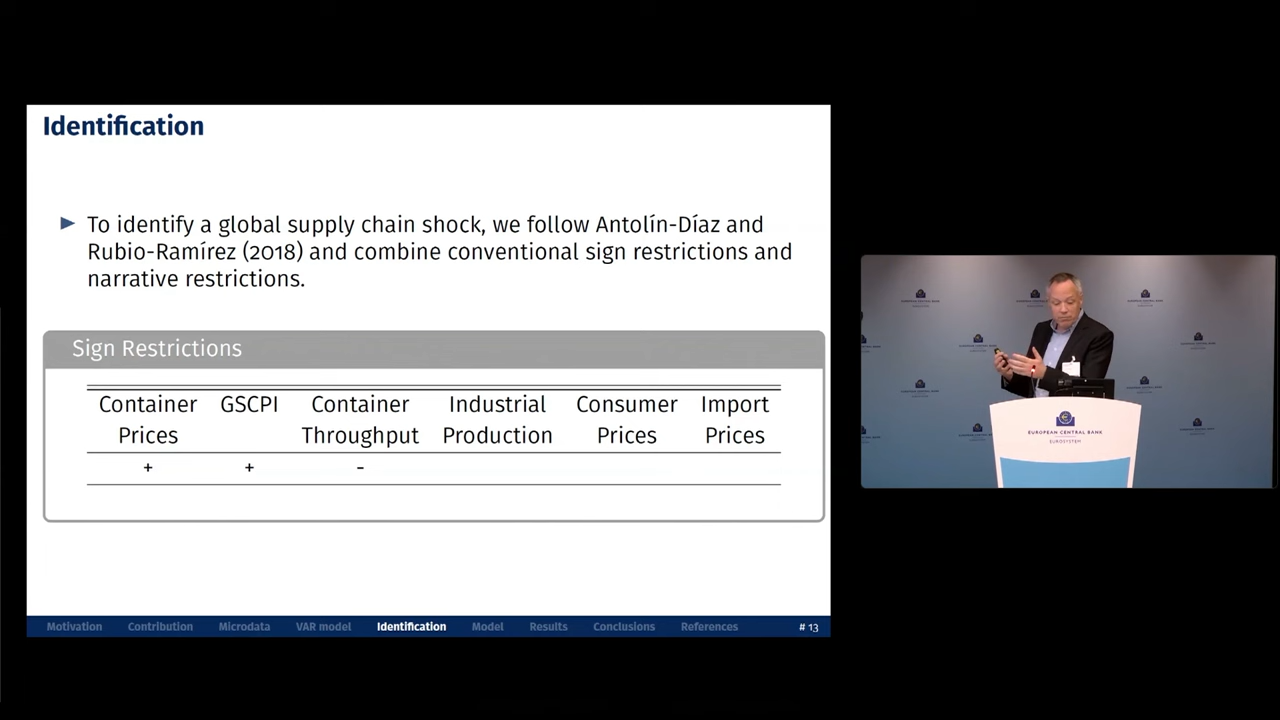 Identification
► To identify a global supply chain shock, we follow Antolín-Díaz and
Rubio-Ramírez (2018) and combine conventional sign restrictions and
narrative restrictions.
Sign Restrictions
Container GSCPI Container Industrial Consumer Import
Prices Throughput Production Prices Prices
+ + -
Motivation Contribution Microdata VAR model Identification Model Results Conclusions References # 13
EUROPEAN CENTRAL BANK
EUROSYSTEM